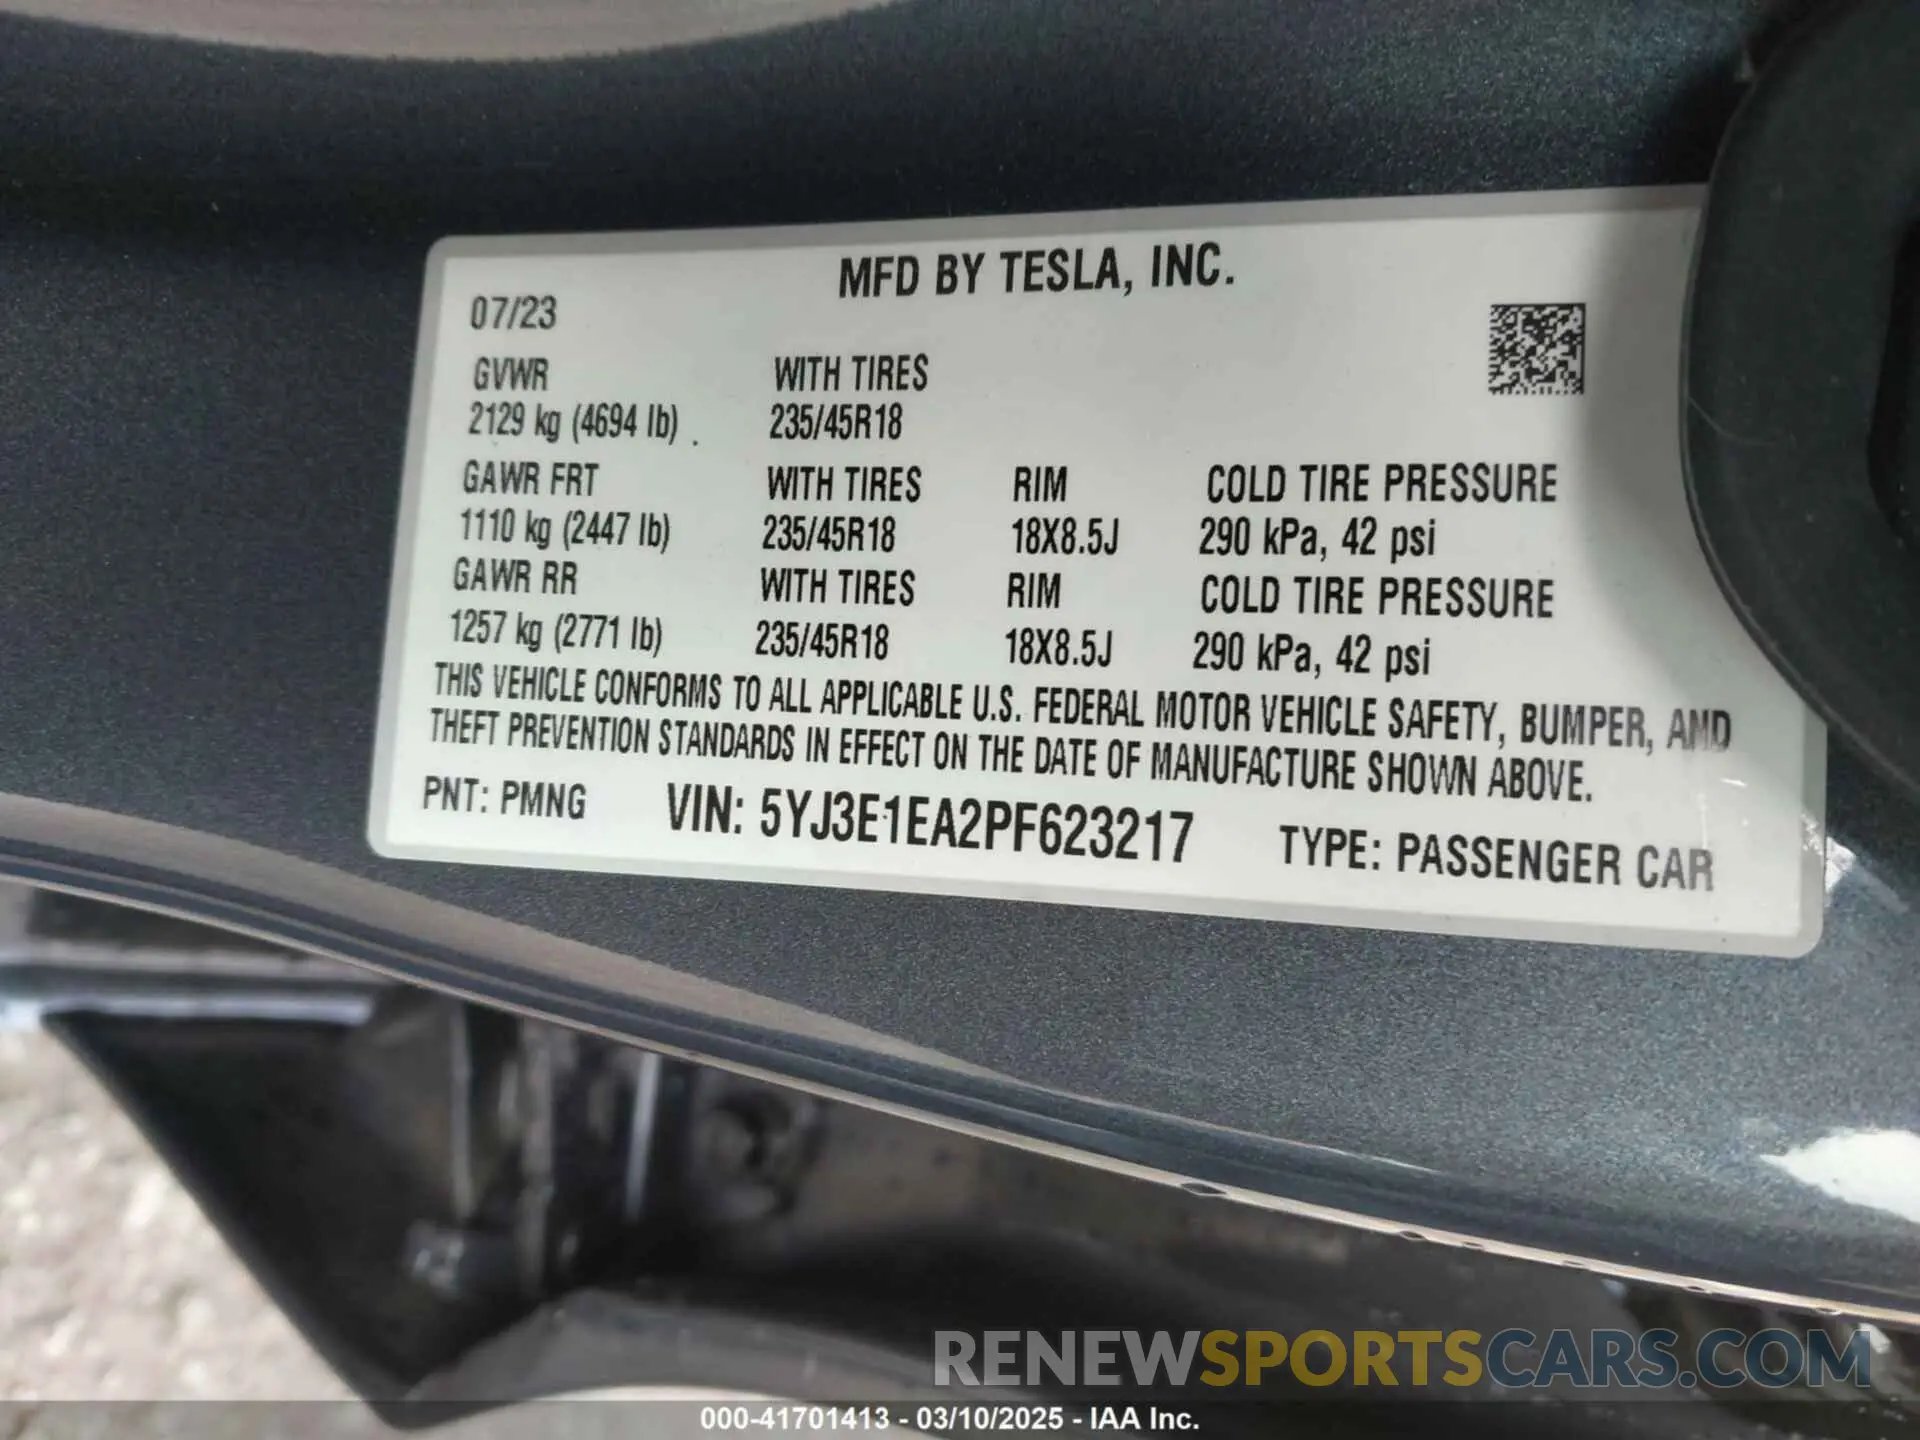 MFD BY TESLA, INC.
07/23
GVWR WITH TIRES
2129 kg (4694 lb) 235/45R18
GAWR FRT WITH TIRES RIM COLD TIRE PRESSURE
1110 kg (2447 lb) 235/45R18 18X8.5J 290 kPa, 42 psi
GAWR RR WITH TIRES RIM COLD TIRE PRESSURE
1257 kg (2771 lb) 235/45R18 18X8.5J 290 kPa, 42 psi
THIS VEHICLE CONFORMS TO ALL APPLICABLE U.S. FEDERAL MOTOR VEHICLE SAFETY, BUMPER, AND
THEFT PREVENTION STANDARDS IN EFFECT ON THE DATE OF MANUFACTURE SHOWN ABOVE.
PNT: PMNG VIN: 5YJ3E1EA2PF623217 TYPE: PASSENGER CAR
RENEWSPORTSCARS.COM
000-41701413 - 03/10/2025 - IAA Inc.